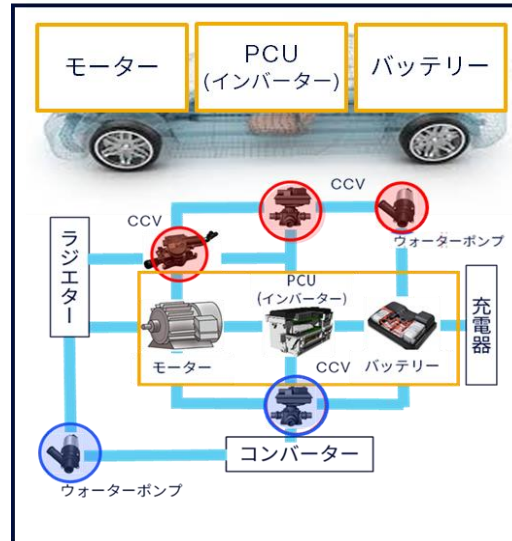 モーター
PCU
(インバーター)
バッテリー
CCV
CCV
ウォーターポンプ
ラジエター
PCU
(インバーター)
充電器
モーター
CCV
バッテリー
コンバーター
ウォーターポンプ